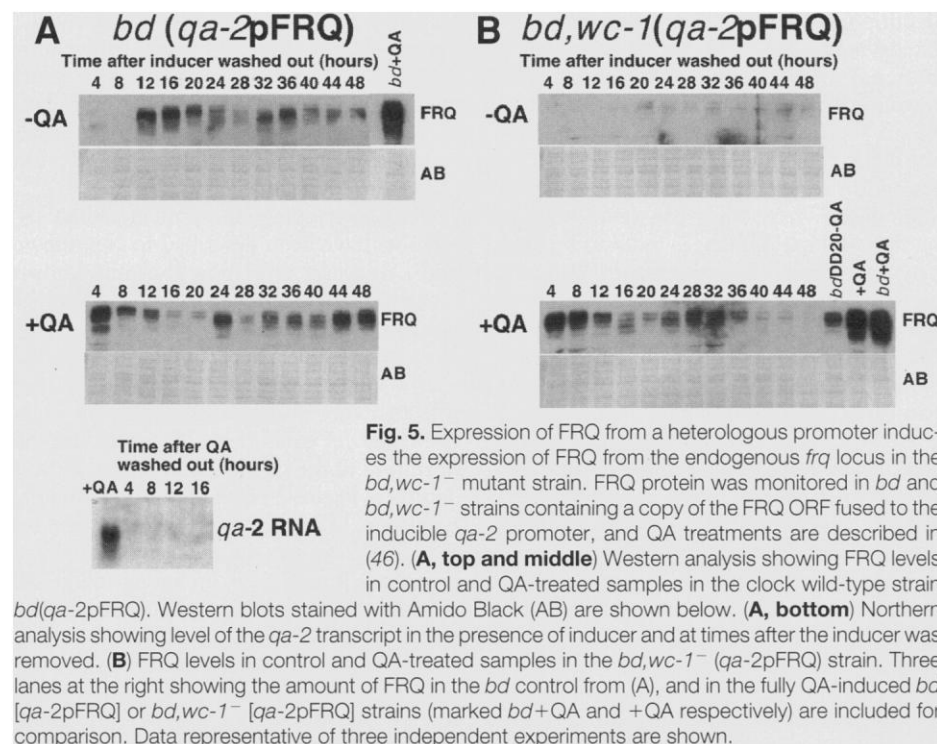 A bd (qa-2pFRQ)
Time after inducer washed out (hours)
4 8 12 16 20 24 28 32 36 40 44 48
bd+QA
-QA
FRQ
AB
4 8 12 16 20 24 28 32 36 40 44 48
+QA
FRQ
AB
Time after QA
washed out (hours)
+QA 4 8 12 16
qa-2 RNA
B bd,wc-1(qa-2pFRQ)
Time after inducer washed out (hours)
4 8 12 16 20 24 28 32 36 40 44 48
-QA
FRQ
AB
4 8 12 16 20 24 28 32 36 40 44 48
bdDD20-QA
+QA
bd+QA
+QA
FRQ
AB
Fig. 5. Expression of FRQ from a heterologous promoter induc-
es the expression of FRQ from the endogenous frq locus in the
bd,wc-1⁻ mutant strain. FRQ protein was monitored in bd and
bd,wc-1⁻ strains containing a copy of the FRQ ORF fused to the
inducible qa-2 promoter, and QA treatments are described in
(46). (A, top and middle) Western analysis showing FRQ levels
in control and QA-treated samples in the clock wild-type strain
bd(qa-2pFRQ). Western blots stained with Amido Black (AB) are shown below. (A, bottom) Northern
analysis showing level of the qa-2 transcript in the presence of inducer and at times after the inducer was
removed. (B) FRQ levels in control and QA-treated samples in the bd,wc-1⁻ (qa-2pFRQ) strain. Three
lanes at the right showing the amount of FRQ in the bd control from (A), and in the fully QA-induced bd
[qa-2pFRQ] or bd,wc-1⁻ [qa-2pFRQ] strains (marked bd+QA and +QA respectively) are included for
comparison. Data representative of three independent experiments are shown.